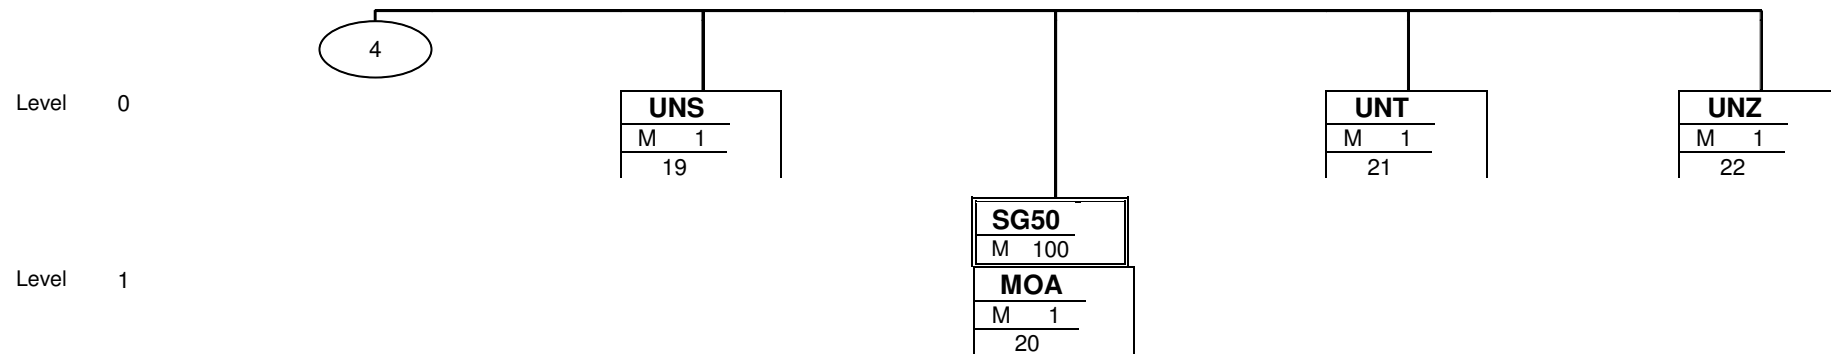 4
Level 0
UNS
M 1
19
UNT
M 1
21
UNZ
M 1
22
SG50
M 100
Level 1
MOA
M 1
20